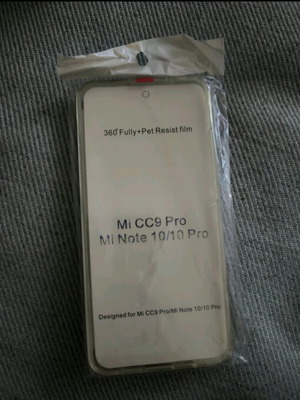 360°Fully+Pet Resist film
Mi CC9 Pro
Mi Note 10/10 Pro
Designed for Mi CC9 Pro/Mi Note 10/10 Pro